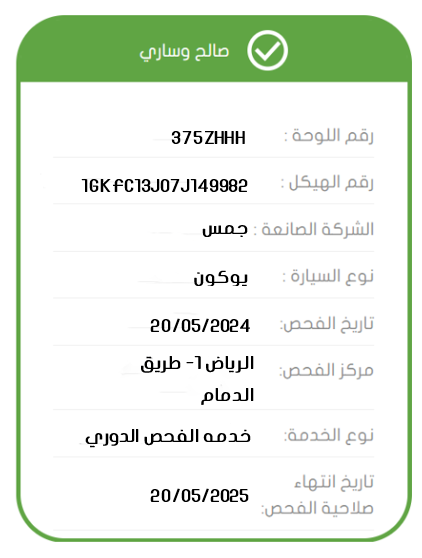 صالح وساري
رقم اللوحة : 375ZHHH
رقم الهيكل : 1GKFC13J07J149982
الشركة الصانعة : جمس
نوع السيارة : يوكون
تاريخ الفحص: 20/05/2024
مركز الفحص: الرياض 1- طريق
الدمام
نوع الخدمة: خدمه الفحص الدوري
تاريخ انتهاء
صلاحية الفحص: 20/05/2025